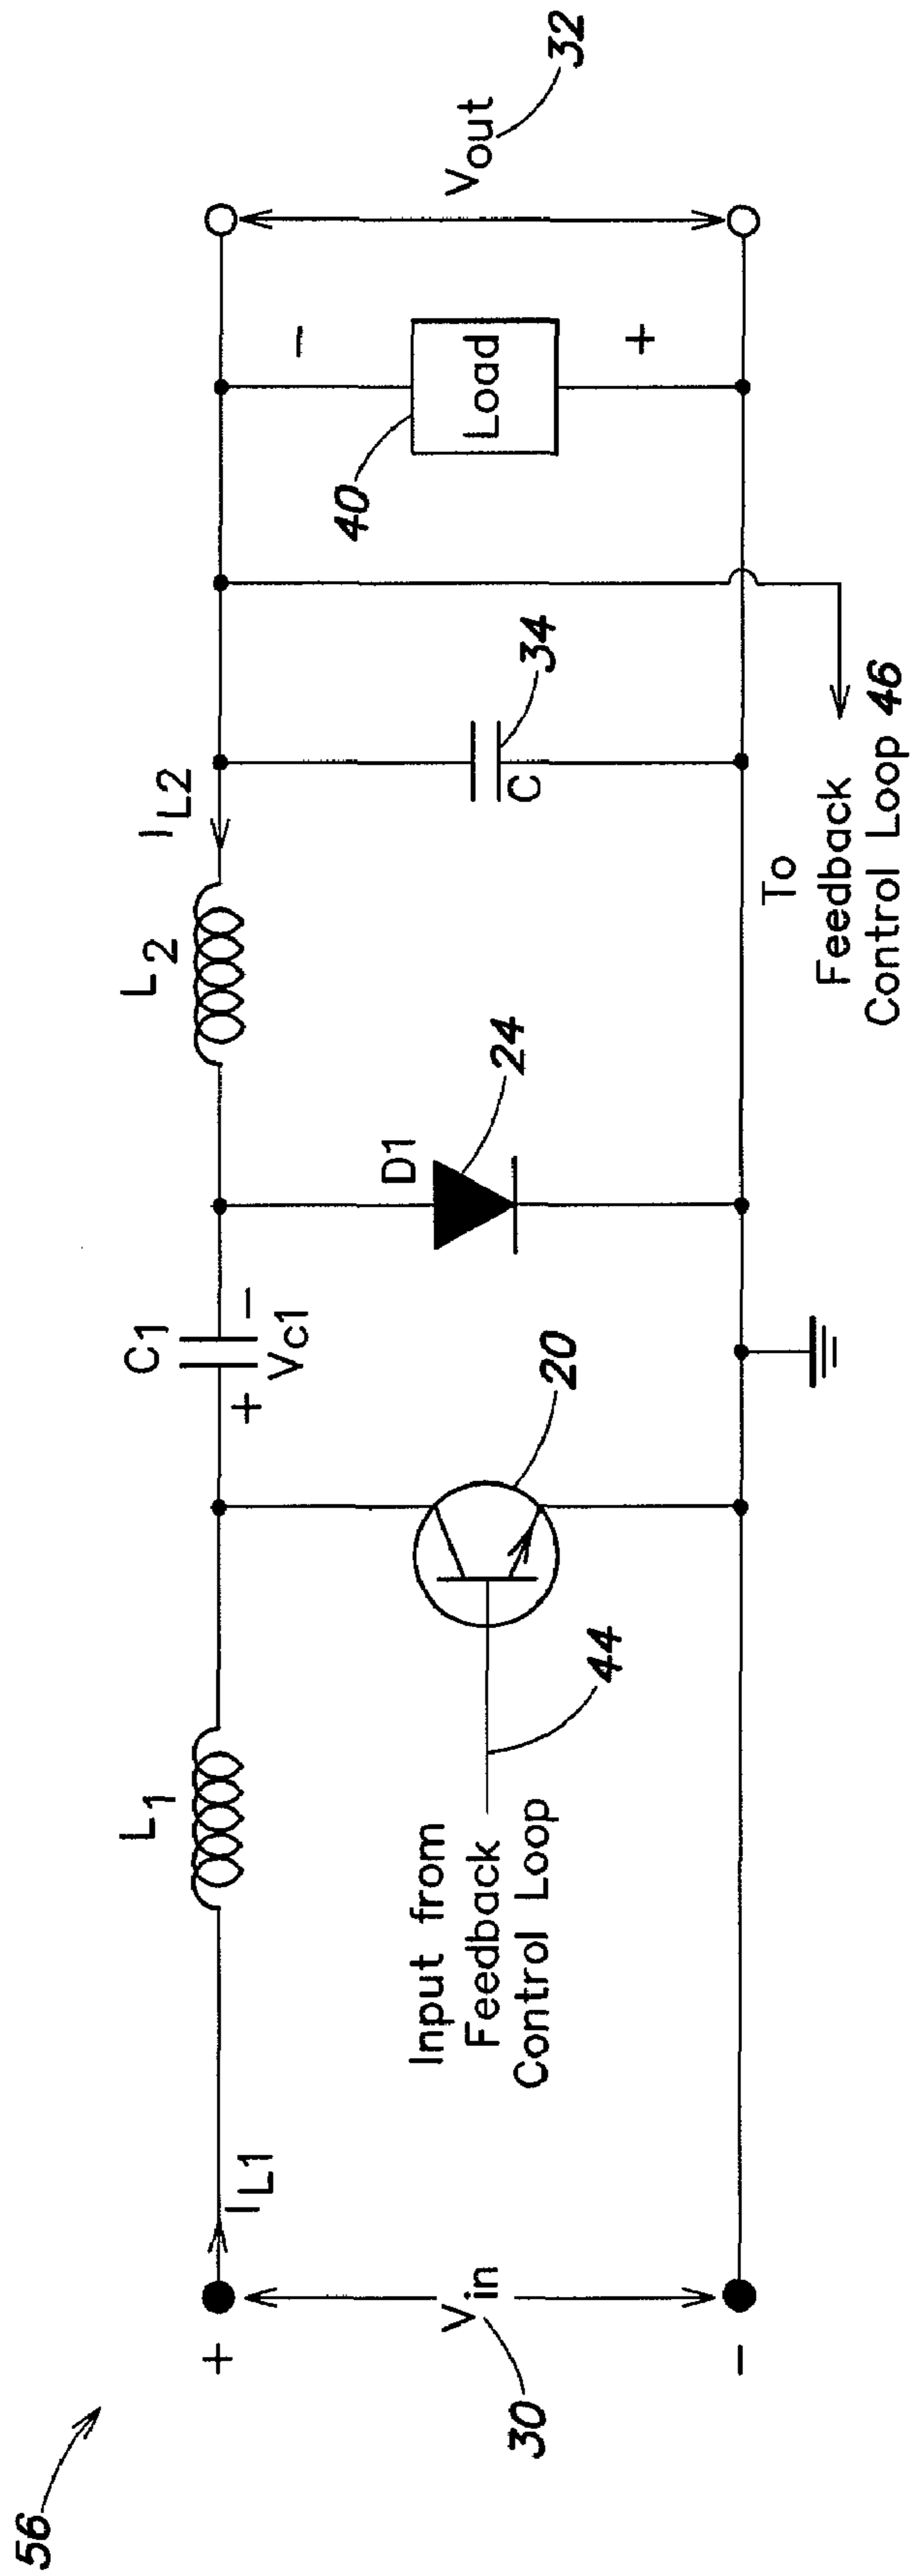 56
+
Vin
30
-
IL1
L1
Input from
Feedback
Control Loop
44
20
C1
+ -
Vc1
D1
24
L2
IL2
C
34
To
Feedback
Control Loop 46
40
Load
-
+
Vout
32